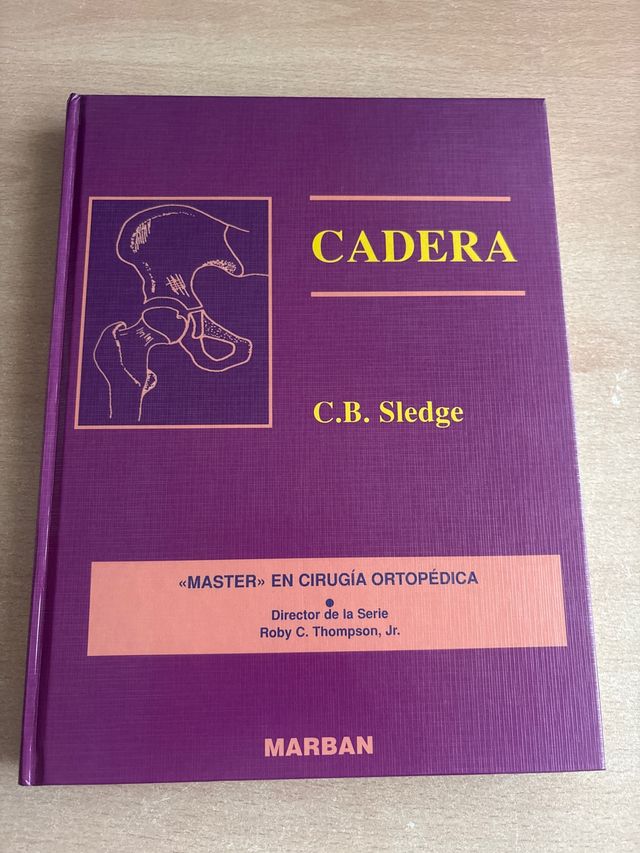 CADERA
C.B. Sledge
«MASTER» EN CIRUGÍA ORTOPÉDICA
Director de la Serie
Roby C. Thompson, Jr.
MARBAN